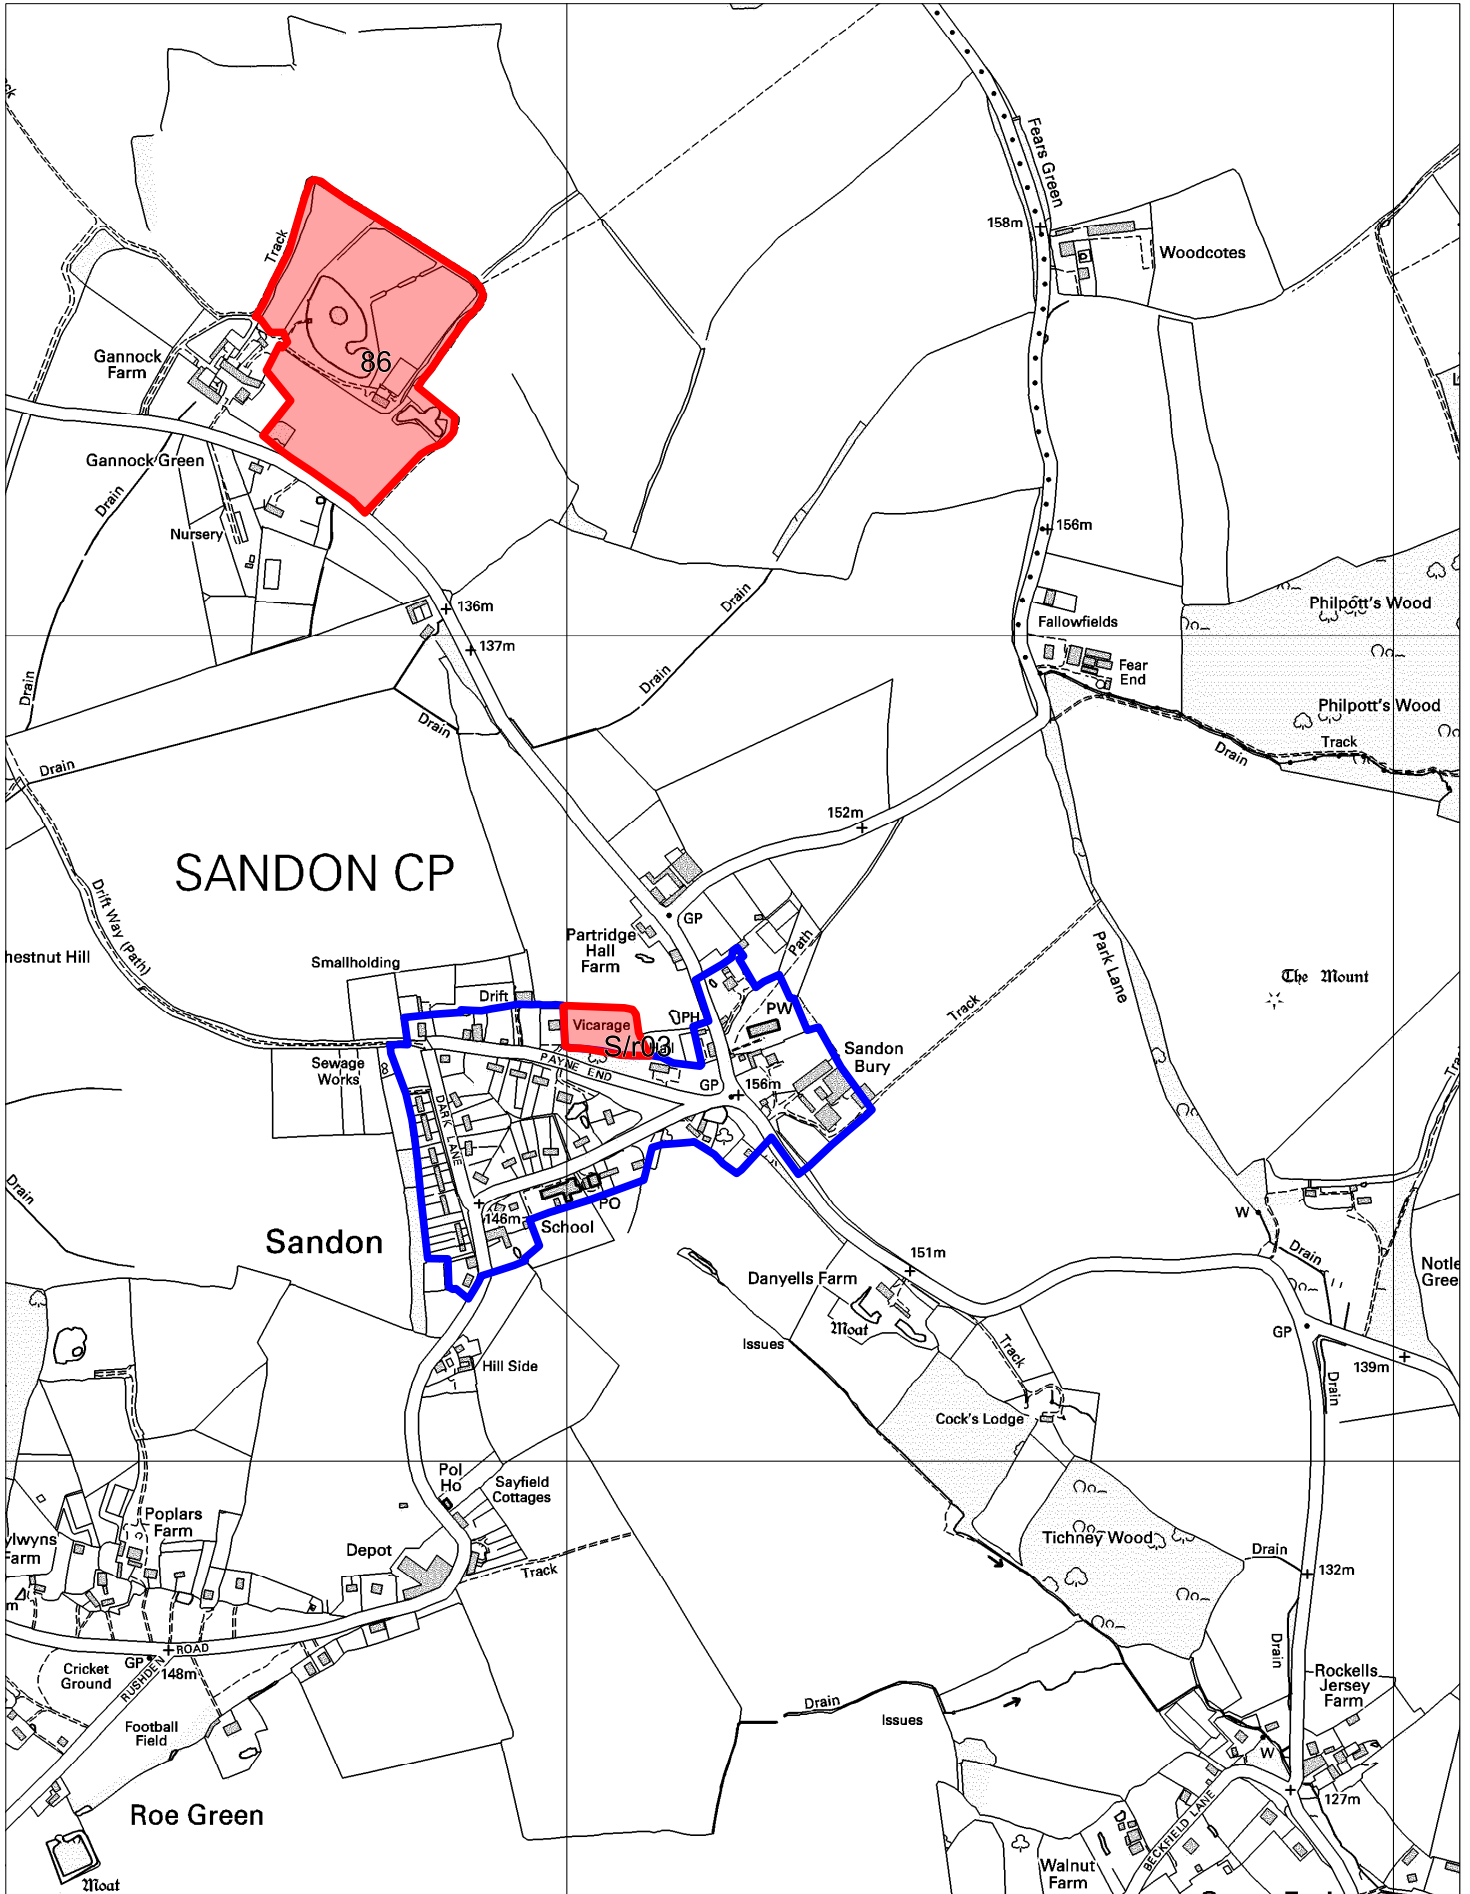 Fears Green
158m
Woodcotes
Track
86
Gannock
Farm
Gannock Green
Drain
Nursery
156m
136m
137m
Drain
Fallowfields
Philpott's Wood
Fear
End
Philpott's Wood
Drain
Drain
Drain
Drain
Track
Drain
152m
SANDON CP
Drift Way (Path)
GP
Partridge
Hall
Farm
Path
Park Lane
hestnut Hill
Smallholding
The Mount
Drift
Track
Vicarage
PH
PW
S/r03
Hall
Sewage
Works
PAYNE END
Sandon
Bury
GP
156m
DARK LANE
Drain
PO
146m
School
Sandon
W
Drain
151m
Danyells Farm
Notle
Gree
Moat
GP
Issues
Track
139m
Hill Side
Drain
Cock's Lodge
Pol
Ho
Sayfield
Cottages
Poplars
Farm
ylwyns
Farm
Tichney Wood
Depot
Drain
Track
132m
m
ROAD
Drain
GP
148m
RUSHDEN
Cricket
Ground
Rockells
Jersey
Farm
Drain
Issues
Football
Field
W
127m
Roe Green
BECKFIELD LANE
Walnut
Farm
Moat